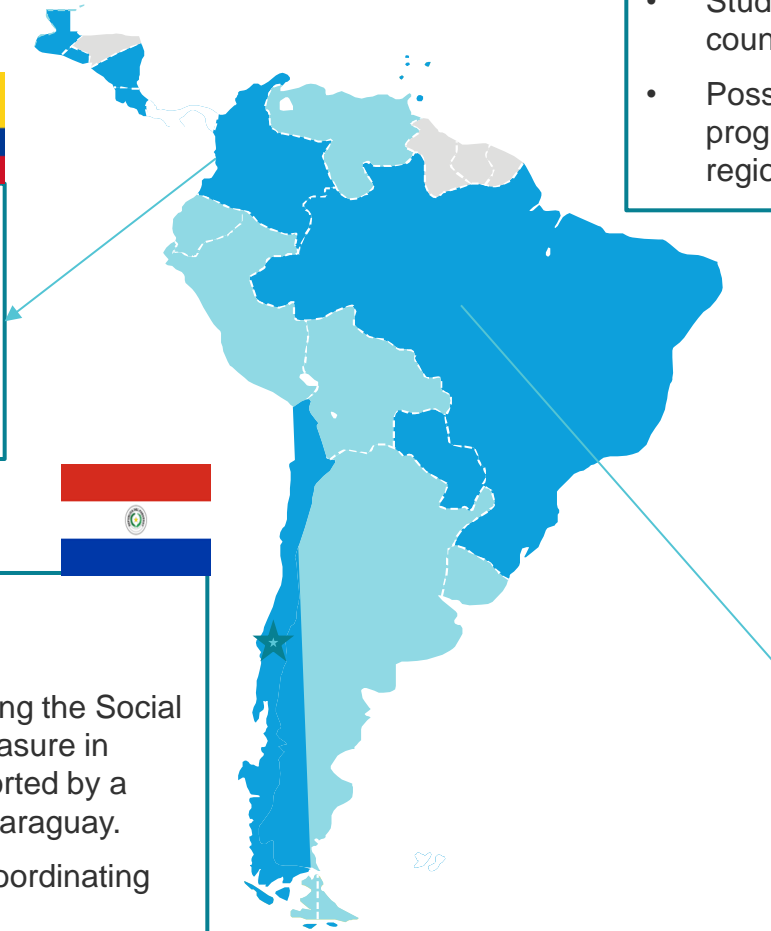 • Stud
coun
• Poss
prog
regio
ng the Social
asure in
orted by a
araguay.
oordinating